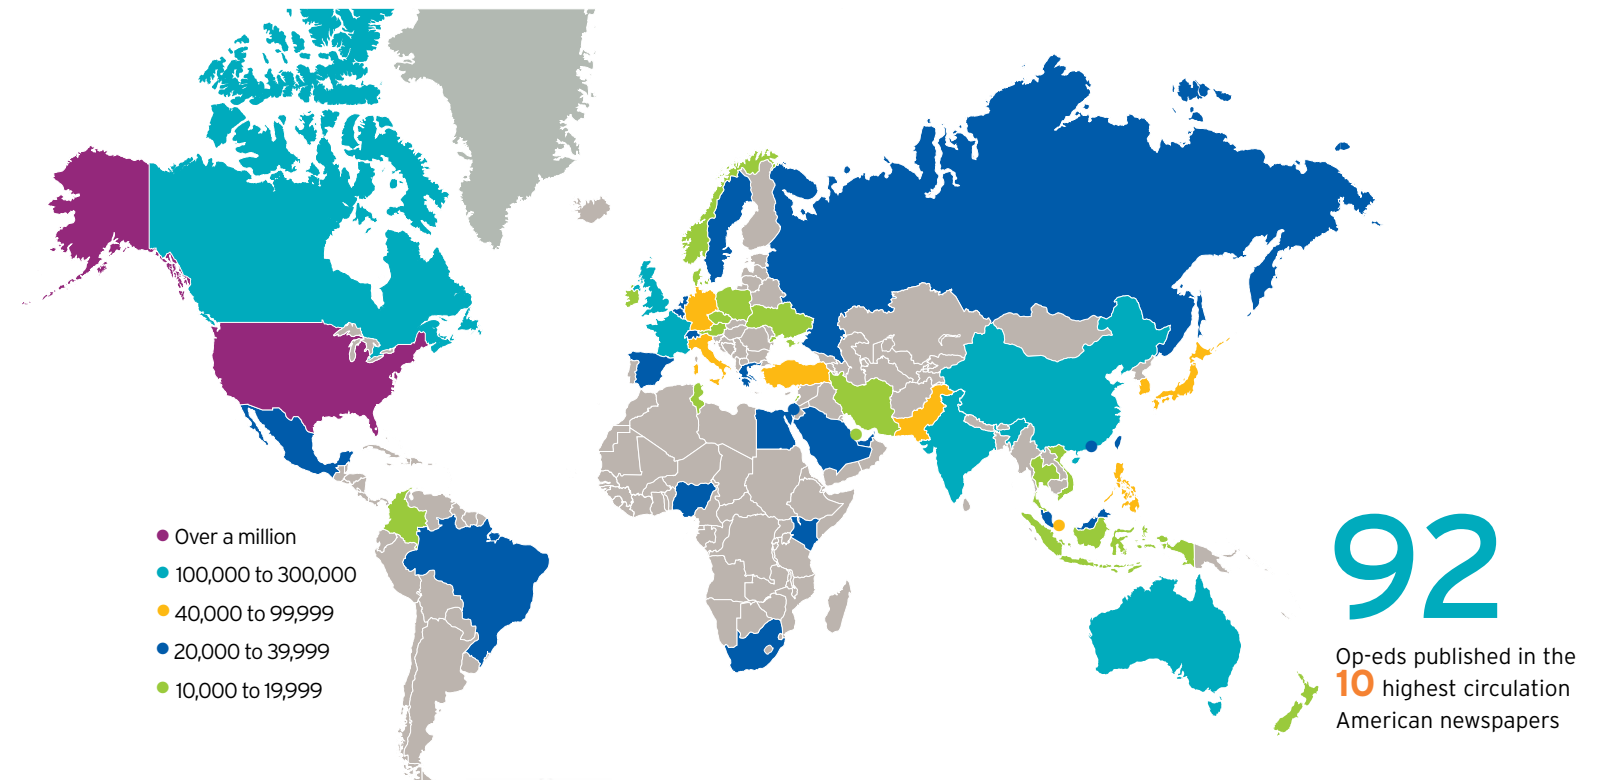 Over a million
100,000 to 300,000
40,000 to 99,999
20,000 to 39,999
10,000 to 19,999
92
Op-eds published in the
10 highest circulation
American newspapers